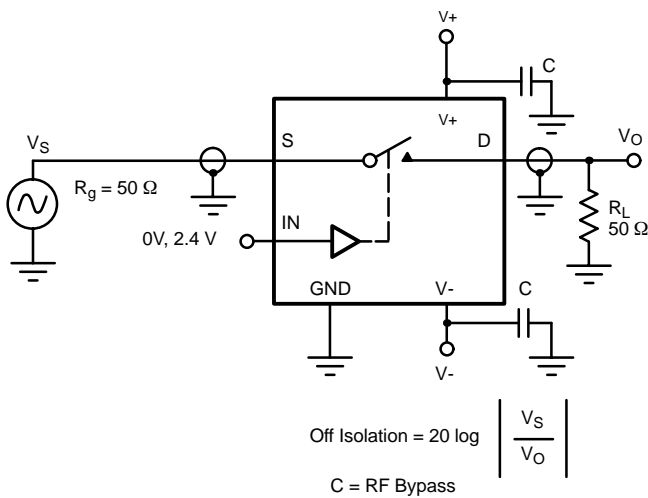 V+
C
V+
VS
S
D
VO
Rg = 50 Ω
IN
RL
50 Ω
0V, 2.4 V
GND
V-
C
V-
Off Isolation = 20 log | VS / VO |
C = RF Bypass